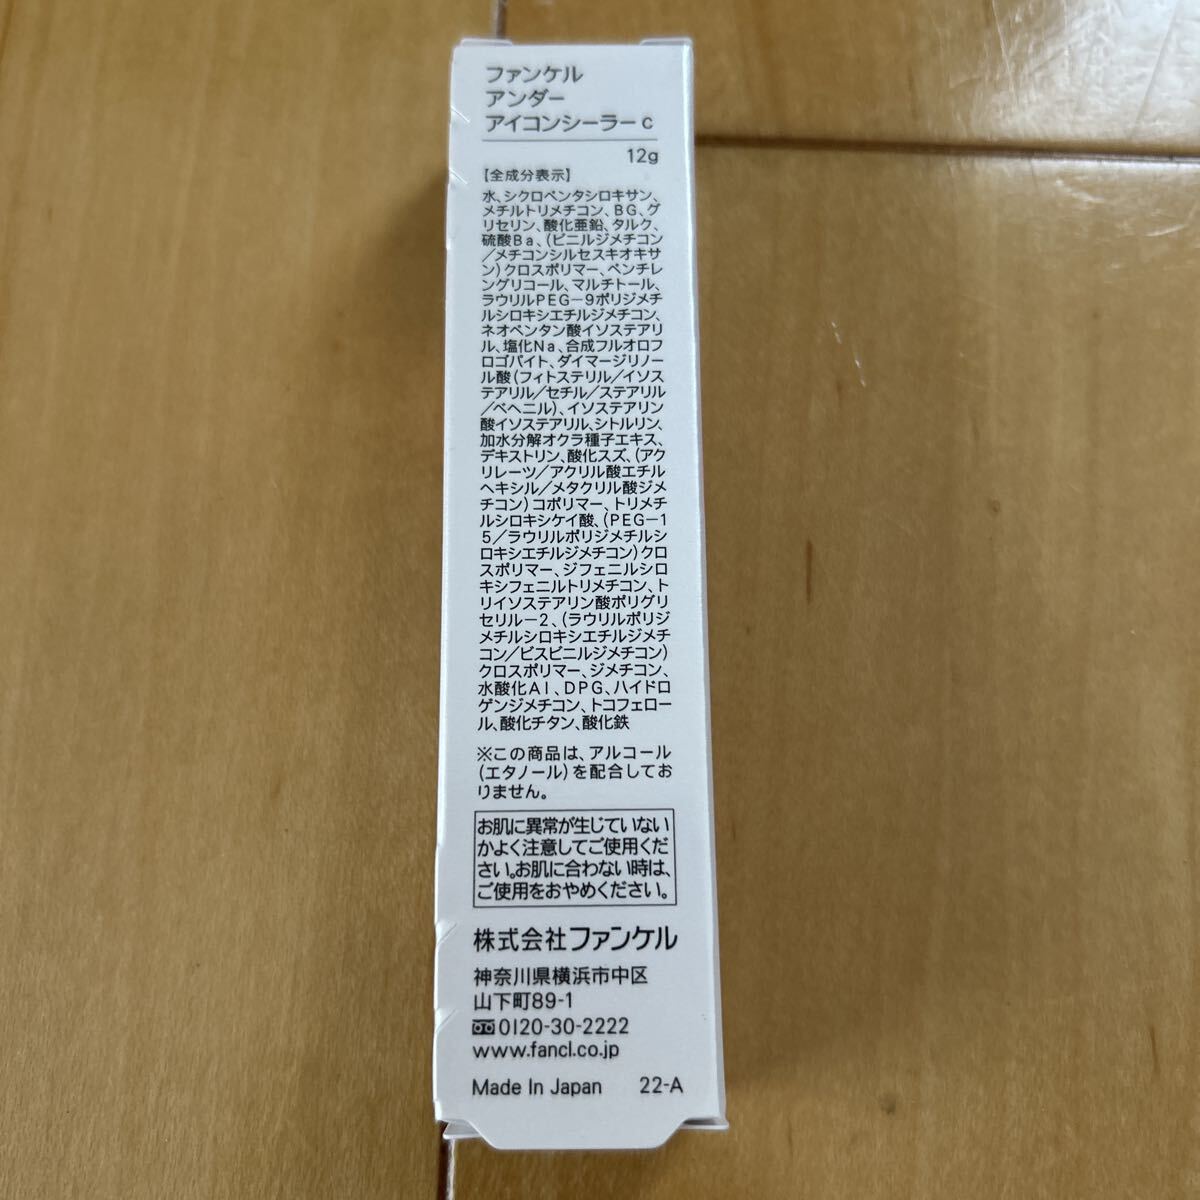 ファンケル
アンダー
アイコンシーラー c
12g
【全成分表示】
水、シクロペンタシロキサン、
メチルトリメチコン、BG、グ
リセリン、酸化亜鉛、タルク、
硫酸Ba、(ビニルジメチコン
/メチコンシルセスキオキサ
ン)クロスポリマー、ペンチレ
ングリコール、マルチトール、
ラウリルPEG-9ポリジメチ
ルシロキシエチルジメチコン、
ネオペンタン酸イソステアリ
ル、塩化Na、合成フルオロフ
ロゴパイト、ダイマージリノー
ル酸(フィトステリル/イソス
テアリル/セチル/ステアリル
/ベヘニル)、イソステアリン
酸イソステアリル、シトルリン、
加水分解オクラ種子エキス、
デキストリン、酸化スズ、(アク
リレーツ/アクリル酸エチル
ヘキシル/メタクリル酸ジメ
チコン)コポリマー、トリメチ
ルシロキシケイ酸、(PEG-1
5/ラウリルポリジメチルシ
ロキシエチルジメチコン)クロ
スポリマー、ジフェニルシロ
キシフェニルトリメチコン、ト
リイソステアリン酸ポリグリ
セリル-2、(ラウリルポリジ
メチルシロキシエチルジメチ
コン/ビスビニルジメチコン)
クロスポリマー、ジメチコン、
水酸化Al、DPG、ハイドロ
ゲンジメチコン、トコフェロー
ル、酸化チタン、酸化鉄
※この商品は、アルコール
(エタノール)を配合してお
りません。
お肌に異常が生じていない
かよく注意してご使用くだ
さい。お肌に合わない時は、
ご使用をおやめください。
株式会社ファンケル
神奈川県横浜市中区
山下町89-1
0120-30-2222
www.fancl.co.jp
Made In Japan 22-A